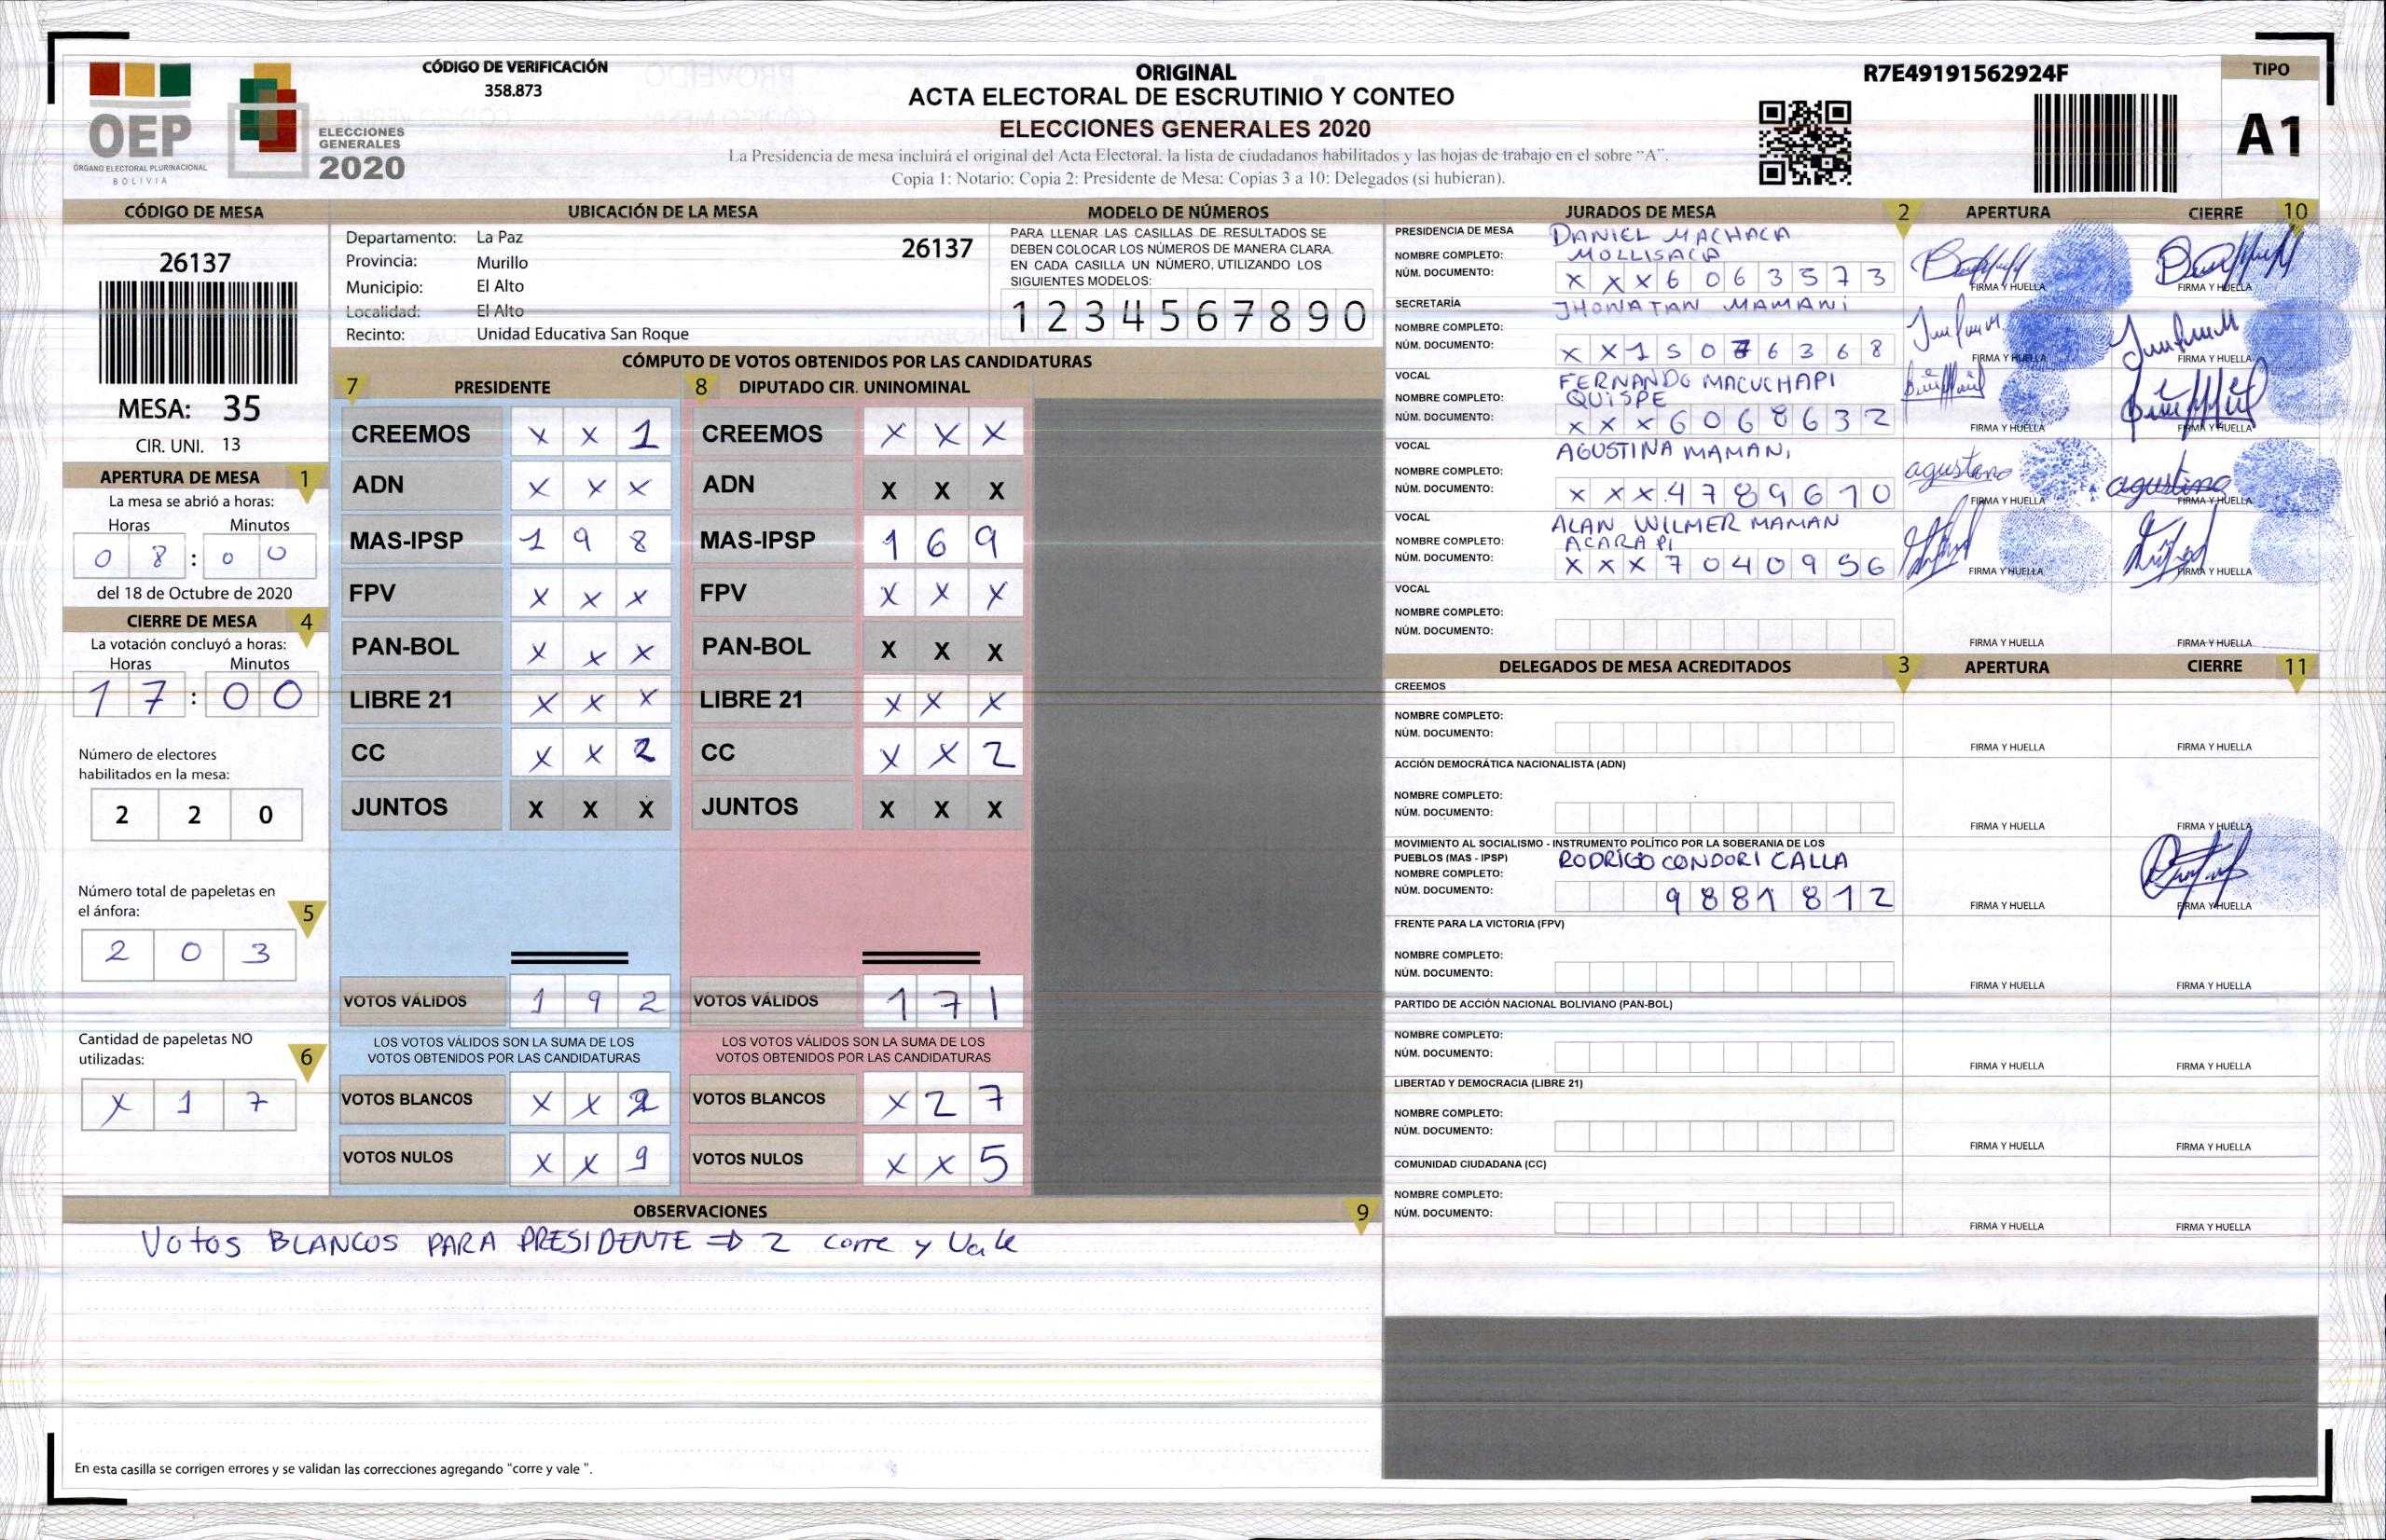 CÓDIGO DE VERIFICACIÓN
358.873
OEP
ÓRGANO ELECTORAL PLURINACIONAL
BOLIVIA
ELECCIONES
GENERALES
2020
ORIGINAL
ACTA ELECTORAL DE ESCRUTINIO Y CONTEO
ELECCIONES GENERALES 2020
La Presidencia de mesa incluirá el original del Acta Electoral, la lista de ciudadanos habilitados y las hojas de trabajo en el sobre "A".
Copia 1: Notario; Copia 2: Presidente de Mesa; Copias 3 a 10: Delegados (si hubieran).
R7E49191562924F
TIPO
A1
CÓDIGO DE MESA
26137
MESA: 35
CIR. UNI. 13
APERTURA DE MESA 1
La mesa se abrió a horas:
Horas Minutos
0 8 : 0 0
del 18 de Octubre de 2020
CIERRE DE MESA 4
La votación concluyó a horas:
Horas Minutos
1 7 : 0 0
Número de electores
habilitados en la mesa:
2 2 0
Número total de papeletas en
el ánfora: 5
2 0 3
Cantidad de papeletas NO
utilizadas: 6
X 1 7
UBICACIÓN DE LA MESA
Departamento: La Paz
Provincia: Murillo
Municipio: El Alto
Localidad: El Alto
Recinto: Unidad Educativa San Roque
26137
MODELO DE NÚMEROS
PARA LLENAR LAS CASILLAS DE RESULTADOS SE
DEBEN COLOCAR LOS NÚMEROS DE MANERA CLARA.
EN CADA CASILLA UN NÚMERO, UTILIZANDO LOS
SIGUIENTES MODELOS:
1 2 3 4 5 6 7 8 9 0
CÓMPUTO DE VOTOS OBTENIDOS POR LAS CANDIDATURAS
7 PRESIDENTE 8 DIPUTADO CIR. UNINOMINAL
CREEMOS X X 1 CREEMOS X X X
ADN X X X ADN X X X
MAS-IPSP 1 9 8 MAS-IPSP 1 6 9
FPV X X X FPV X X X
PAN-BOL X X X PAN-BOL X X X
LIBRE 21 X X X LIBRE 21 X X X
CC X X 2 CC X X 2
JUNTOS X X X JUNTOS X X X
VOTOS VÁLIDOS 1 9 2 VOTOS VÁLIDOS 1 7 1
LOS VOTOS VÁLIDOS SON LA SUMA DE LOS LOS VOTOS VÁLIDOS SON LA SUMA DE LOS
VOTOS OBTENIDOS POR LAS CANDIDATURAS VOTOS OBTENIDOS POR LAS CANDIDATURAS
VOTOS BLANCOS X X 2 VOTOS BLANCOS X 2 7
VOTOS NULOS X X 9 VOTOS NULOS X X 5
OBSERVACIONES 9
VOTOS BLANCOS PARA PRESIDENTE ⇒ 2 corre y Vale
En esta casilla se corrigen errores y se validan las correcciones agregando "corre y vale ".
JURADOS DE MESA 2 APERTURA CIERRE 10
PRESIDENCIA DE MESA DANIEL MACHACA
NOMBRE COMPLETO: MOLLISACA
NÚM. DOCUMENTO: X X X 6 0 6 3 5 7 3 FIRMA Y HUELLA FIRMA Y HUELLA
SECRETARÍA JHONATAN MAMANI
NOMBRE COMPLETO:
NÚM. DOCUMENTO: X X 1 5 0 7 6 3 6 8 FIRMA Y HUELLA FIRMA Y HUELLA
VOCAL FERNANDO MACUCHAPI
NOMBRE COMPLETO: QUISPE
NÚM. DOCUMENTO: X X X 6 0 6 8 6 3 2 FIRMA Y HUELLA FIRMA Y HUELLA
VOCAL AGUSTINA MAMANI
NOMBRE COMPLETO: agustana agustina
NÚM. DOCUMENTO: X X X 4 7 8 9 6 1 0 FIRMA Y HUELLA FIRMA Y HUELLA
VOCAL ALAN WILMER MAMAN
NOMBRE COMPLETO: ACARAPI
NÚM. DOCUMENTO: X X X 7 0 4 0 9 5 6 FIRMA Y HUELLA FIRMA Y HUELLA
VOCAL
NOMBRE COMPLETO:
NÚM. DOCUMENTO: FIRMA Y HUELLA FIRMA Y HUELLA
DELEGADOS DE MESA ACREDITADOS 3 APERTURA CIERRE 11
CREEMOS
NOMBRE COMPLETO:
NÚM. DOCUMENTO: FIRMA Y HUELLA FIRMA Y HUELLA
ACCIÓN DEMOCRÁTICA NACIONALISTA (ADN)
NOMBRE COMPLETO:
NÚM. DOCUMENTO: FIRMA Y HUELLA FIRMA Y HUELLA
MOVIMIENTO AL SOCIALISMO - INSTRUMENTO POLÍTICO POR LA SOBERANIA DE LOS
PUEBLOS (MAS - IPSP) RODRIGO CONDORI CALLA
NOMBRE COMPLETO:
NÚM. DOCUMENTO: 9 8 8 1 8 1 2 FIRMA Y HUELLA FIRMA Y HUELLA
FRENTE PARA LA VICTORIA (FPV)
NOMBRE COMPLETO:
NÚM. DOCUMENTO: FIRMA Y HUELLA FIRMA Y HUELLA
PARTIDO DE ACCIÓN NACIONAL BOLIVIANO (PAN-BOL)
NOMBRE COMPLETO:
NÚM. DOCUMENTO: FIRMA Y HUELLA FIRMA Y HUELLA
LIBERTAD Y DEMOCRACIA (LIBRE 21)
NOMBRE COMPLETO:
NÚM. DOCUMENTO: FIRMA Y HUELLA FIRMA Y HUELLA
COMUNIDAD CIUDADANA (CC)
NOMBRE COMPLETO:
NÚM. DOCUMENTO: FIRMA Y HUELLA FIRMA Y HUELLA